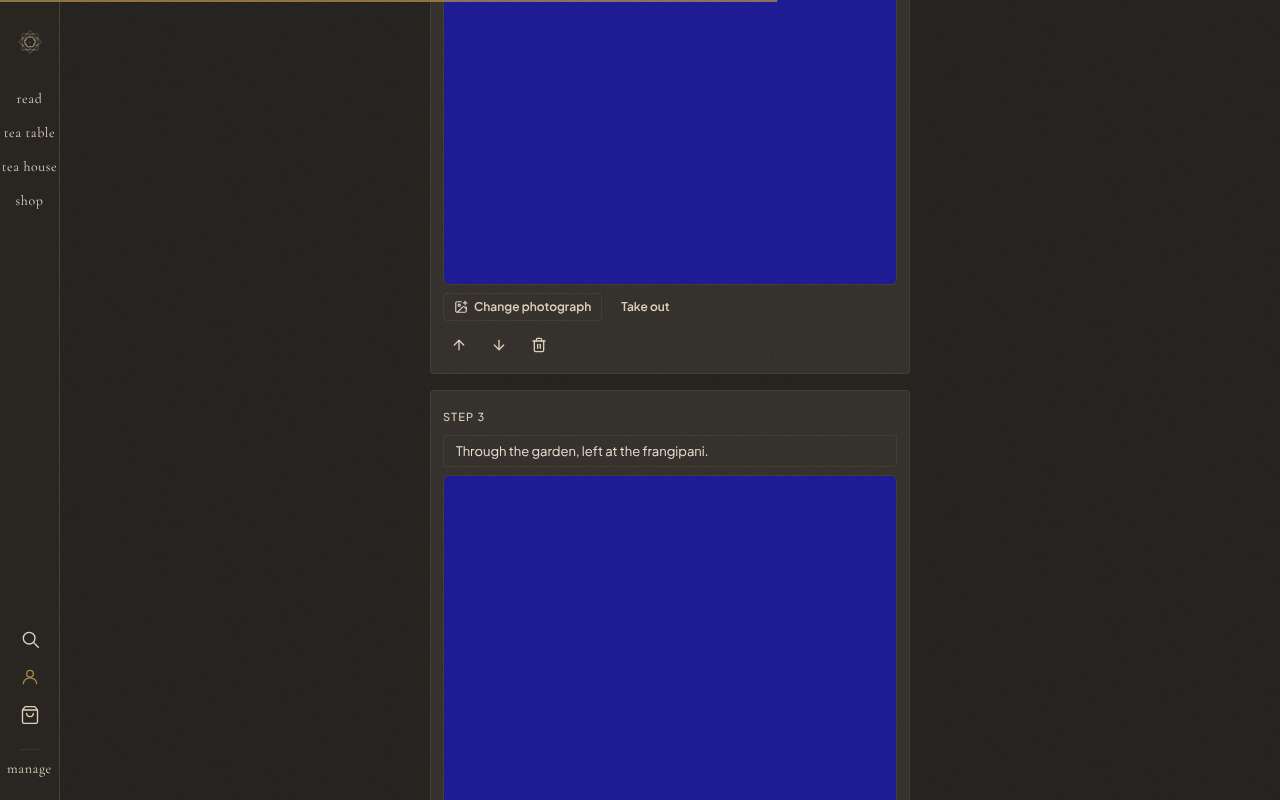 read
tea table
tea house
shop
Change photograph
Take out
STEP 3
Through the garden, left at the frangipani.
manage